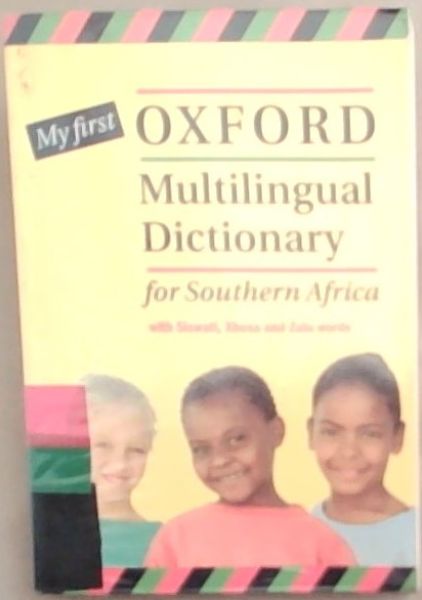 My first
OXFORD
Multilingual
Dictionary
for Southern Africa
with Siswati, Xhosa and Zulu words